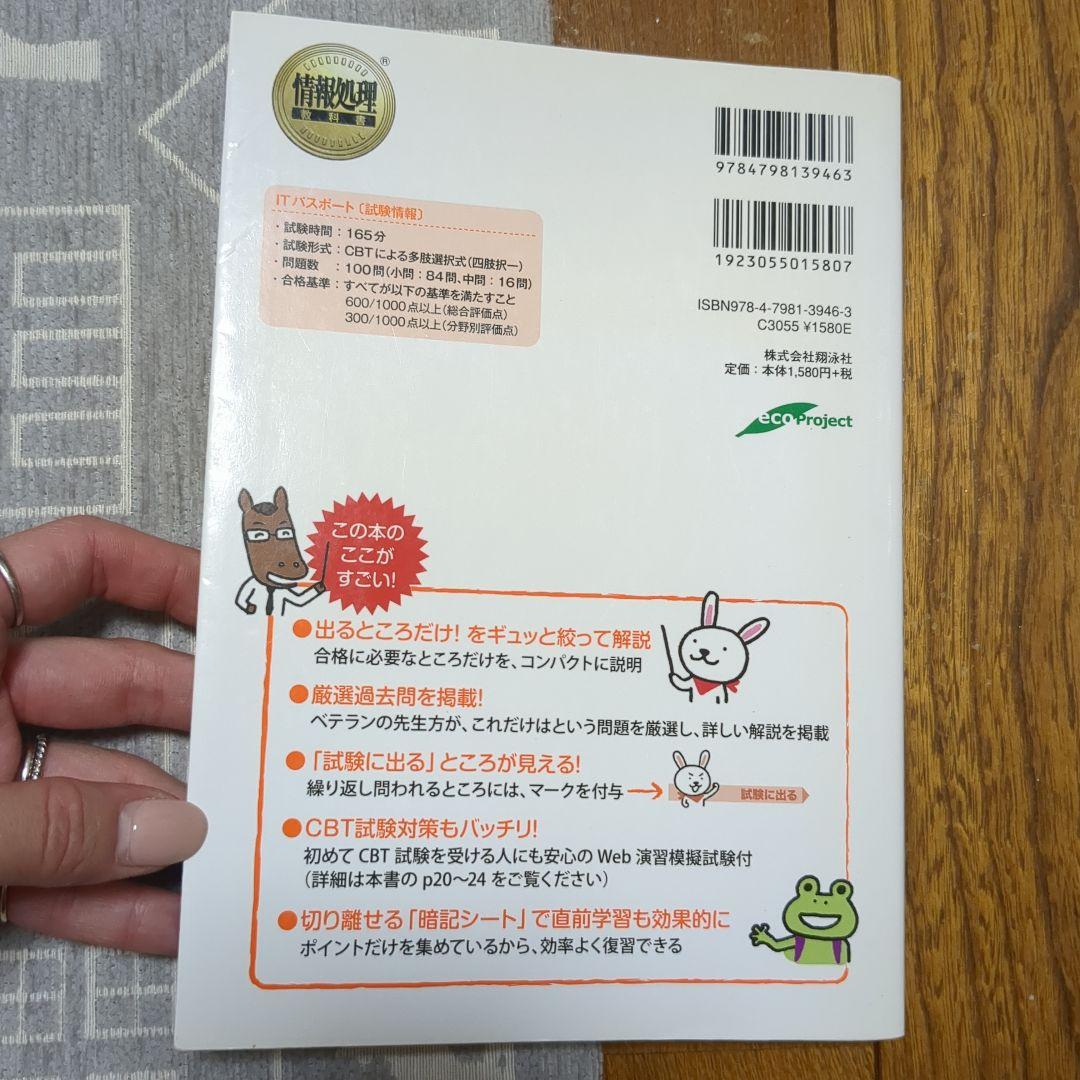 情報処理
教科書
®
9784798139463
1923055015807
ISBN978-4-7981-3946-3
C3055 ¥1580E
株式会社翔泳社
定価:本体1,580円+税
eco Project
ITパスポート〔試験情報〕
・試験時間:165分
・試験形式:CBTによる多肢選択式(四肢択一)
・問題数 :100問(小問:84問、中問:16問)
・合格基準:すべてが以下の基準を満たすこと
600/1000点以上(総合評価点)
300/1000点以上(分野別評価点)
この本の
ここが
すごい!
●出るところだけ! をギュッと絞って解説
合格に必要なところだけを、コンパクトに説明
●厳選過去問を掲載!
ベテランの先生方が、これだけはという問題を厳選し、詳しい解説を掲載
●「試験に出る」ところが見える!
繰り返し問われるところには、マークを付与→
試験に出る
●CBT試験対策もバッチリ!
初めて CBT 試験を受ける人にも安心の Web 演習模擬試験付
(詳細は本書の p20〜24 をご覧ください)
●切り離せる「暗記シート」で直前学習も効果的に
ポイントだけを集めているから、効率よく復習できる